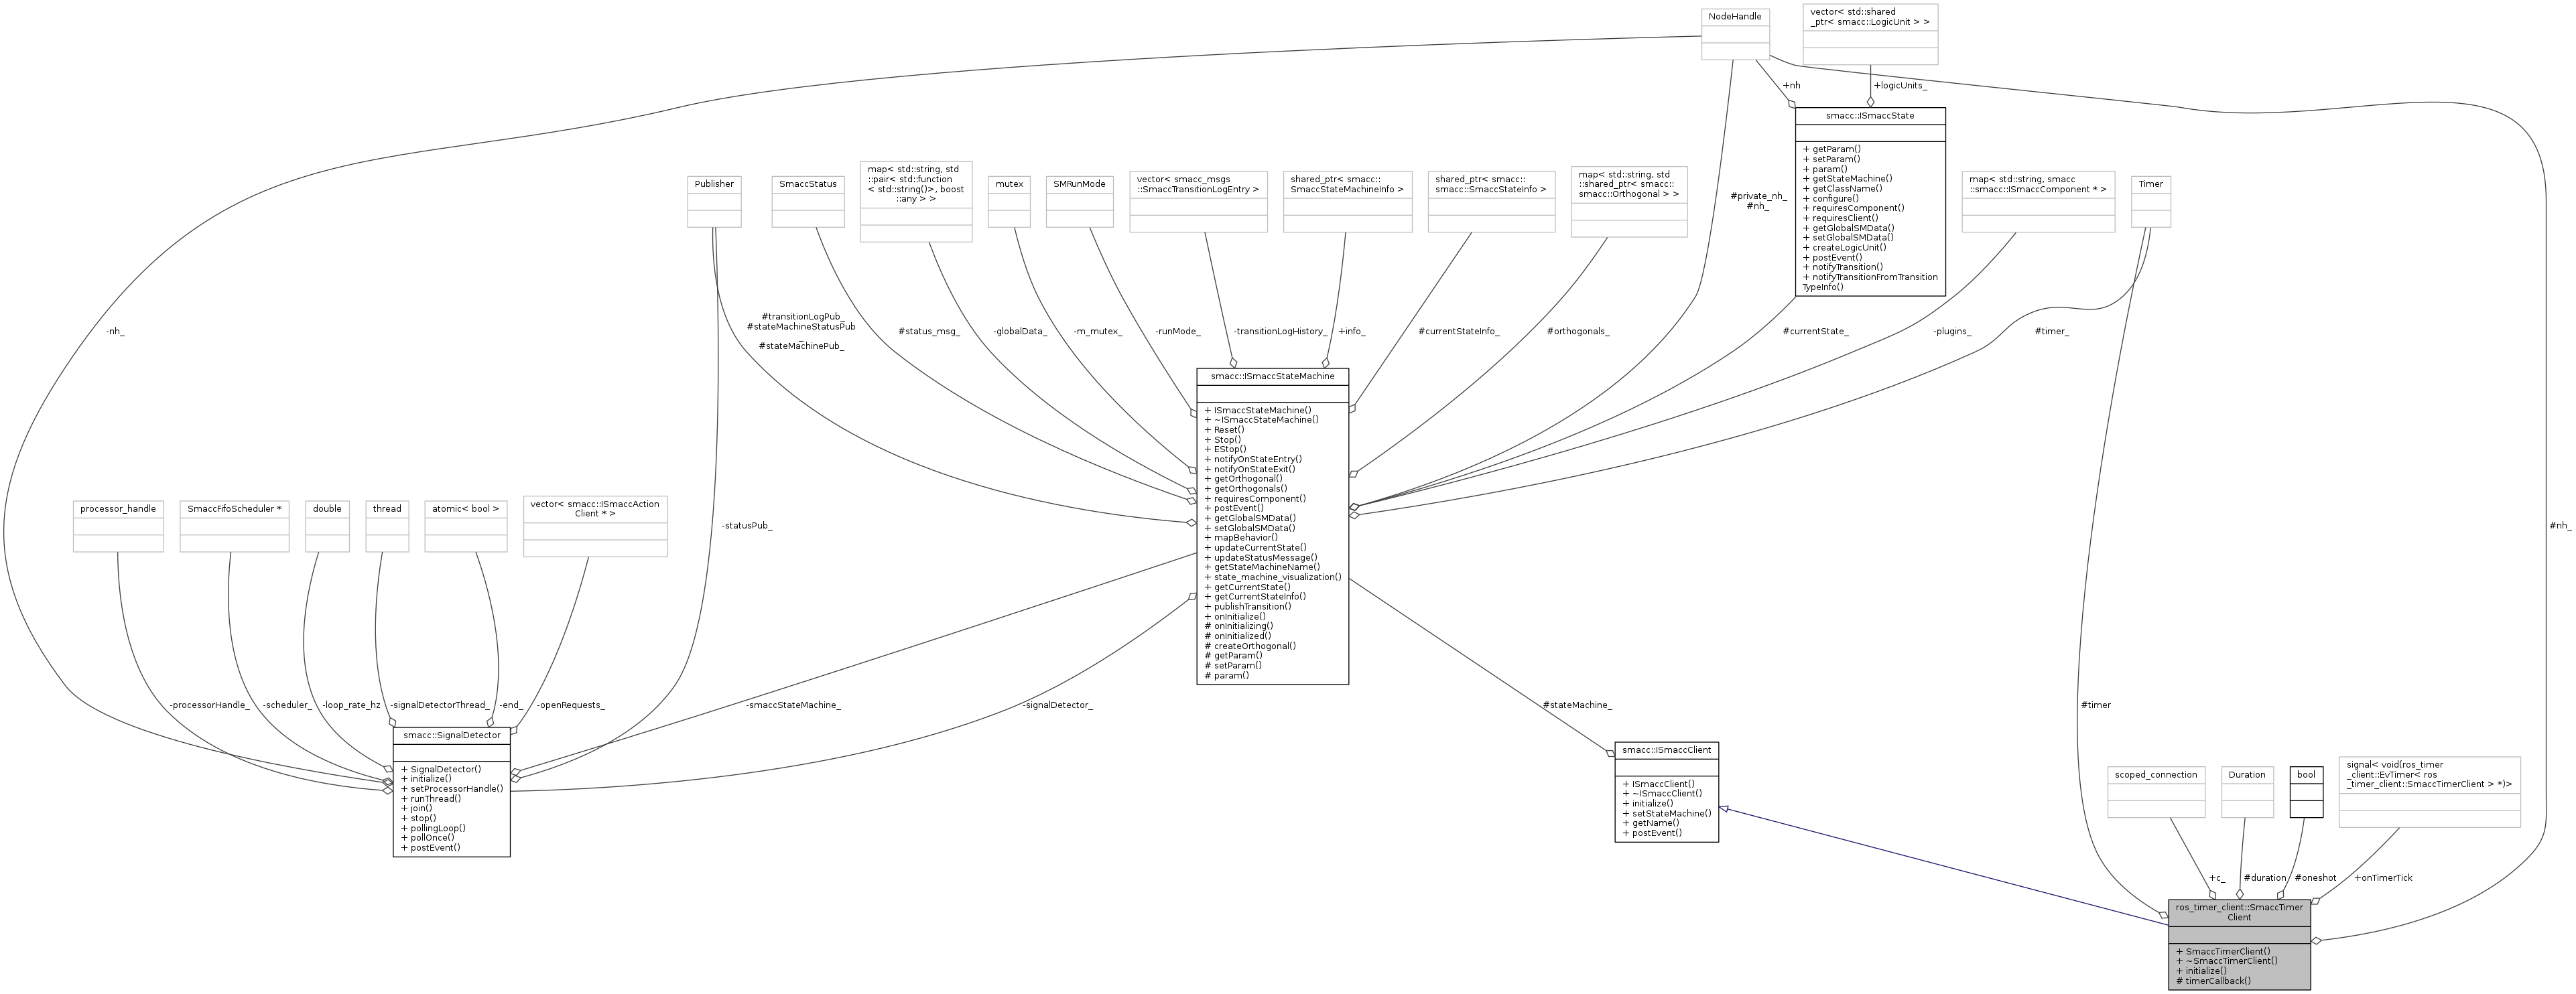 NodeHandle
vector< std::shared
_ptr< smacc::LogicUnit > >
+nh
+logicUnits_
smacc::ISmaccState
+ getParam()
+ setParam()
+ param()
+ getStateMachine()
+ getClassName()
+ configure()
+ requiresComponent()
+ requiresClient()
+ getGlobalSMData()
+ setGlobalSMData()
+ createLogicUnit()
+ postEvent()
+ notifyTransition()
+ notifyTransitionFromTransition
TypeInfo()
Publisher
SmaccStatus
map< std::string, std
::pair< std::function
< std::string()>, boost
::any > >
mutex
SMRunMode
vector< smacc_msgs
::SmaccTransitionLogEntry >
shared_ptr< smacc::
SmaccStateMachineInfo >
shared_ptr< smacc::
smacc::SmaccStateInfo >
map< std::string, std
::shared_ptr< smacc::
smacc::Orthogonal > >
#private_nh_
#nh_
map< std::string, smacc
::smacc::ISmaccComponent * >
Timer
-nh_
#transitionLogPub_
#stateMachineStatusPub
_
#stateMachinePub_
#status_msg_
-globalData_
-m_mutex_
-runMode_
-transitionLogHistory_
+info_
#currentStateInfo_
#orthogonals_
#currentState_
-plugins_
#timer_
smacc::ISmaccStateMachine
+ ISmaccStateMachine()
+ ~ISmaccStateMachine()
+ Reset()
+ Stop()
+ EStop()
+ notifyOnStateEntry()
+ notifyOnStateExit()
+ getOrthogonal()
+ getOrthogonals()
+ requiresComponent()
+ postEvent()
+ getGlobalSMData()
+ setGlobalSMData()
+ mapBehavior()
+ updateCurrentState()
+ updateStatusMessage()
+ getStateMachineName()
+ state_machine_visualization()
+ getCurrentState()
+ getCurrentStateInfo()
+ publishTransition()
+ onInitialize()
# onInitializing()
# onInitialized()
# createOrthogonal()
# getParam()
# setParam()
# param()
processor_handle
SmaccFifoScheduler *
double
thread
atomic< bool >
vector< smacc::ISmaccAction
Client * >
-statusPub_
#nh_
-processorHandle_
-scheduler_
-loop_rate_hz
-signalDetectorThread_
-end_
-openRequests_
-smaccStateMachine_
-signalDetector_
#stateMachine_
#timer
smacc::SignalDetector
+ SignalDetector()
+ initialize()
+ setProcessorHandle()
+ runThread()
+ join()
+ stop()
+ pollingLoop()
+ pollOnce()
+ postEvent()
smacc::ISmaccClient
+ ISmaccClient()
+ ~ISmaccClient()
+ initialize()
+ setStateMachine()
+ getName()
+ postEvent()
scoped_connection
Duration
bool
signal< void(ros_timer
_client::EvTimer< ros
_timer_client::SmaccTimerClient > *)>
+c_
#duration
#oneshot
+onTimerTick
ros_timer_client::SmaccTimer
Client
+ SmaccTimerClient()
+ ~SmaccTimerClient()
+ initialize()
# timerCallback()